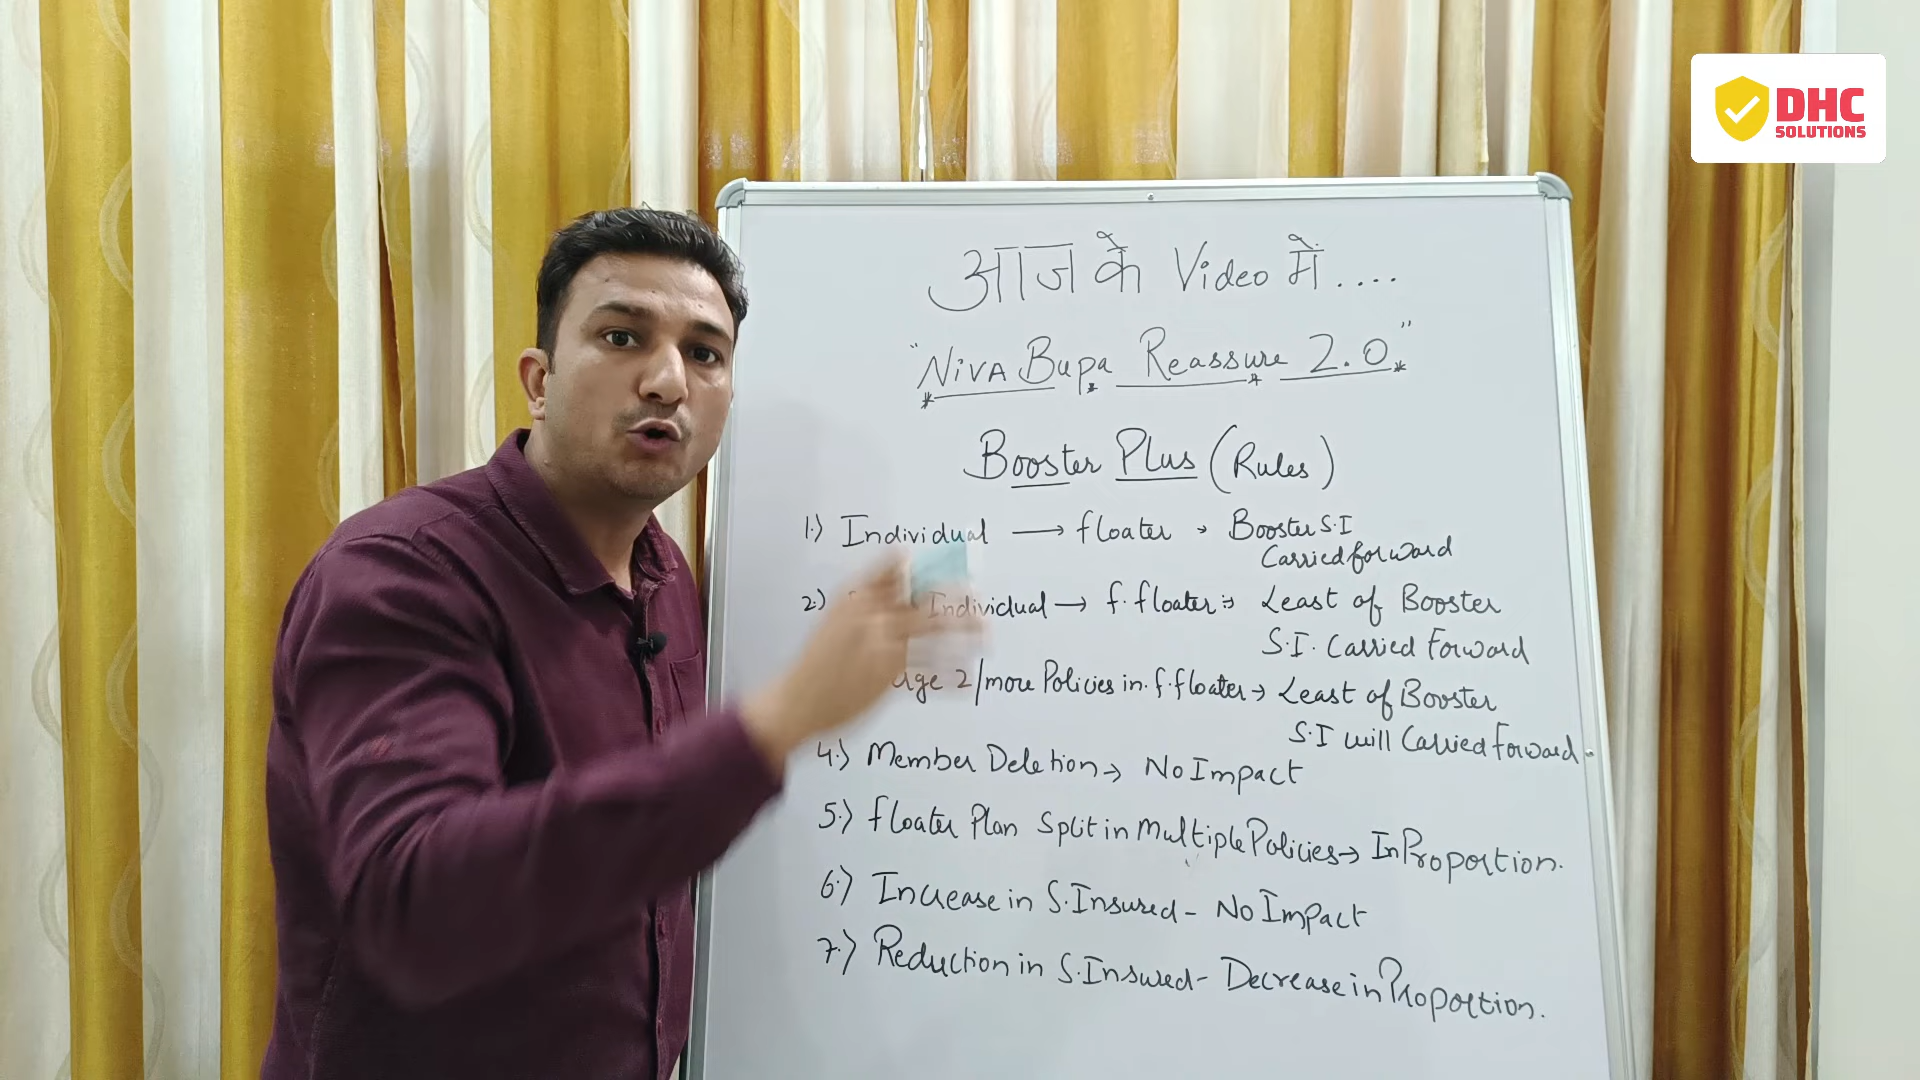 DHC
SOLUTIONS
आज के Video में....
"Niva Bupa Reassure 2.0"
Booster Plus (Rules)
1.) Individual → floater → Booster S.I
Carried forward
2.) Individual → f. floater → Least of Booster
S.I. Carried Forward
2/more Policies in f. floater → Least of Booster
S.I will Carried Forward
4.) Member Deletion → No Impact
5.) floater Plan Split in Multiple Policies → In Proportion.
6.) Increase in S.Insured - No Impact
7.) Reduction in S.Insured - Decrease in Proportion.